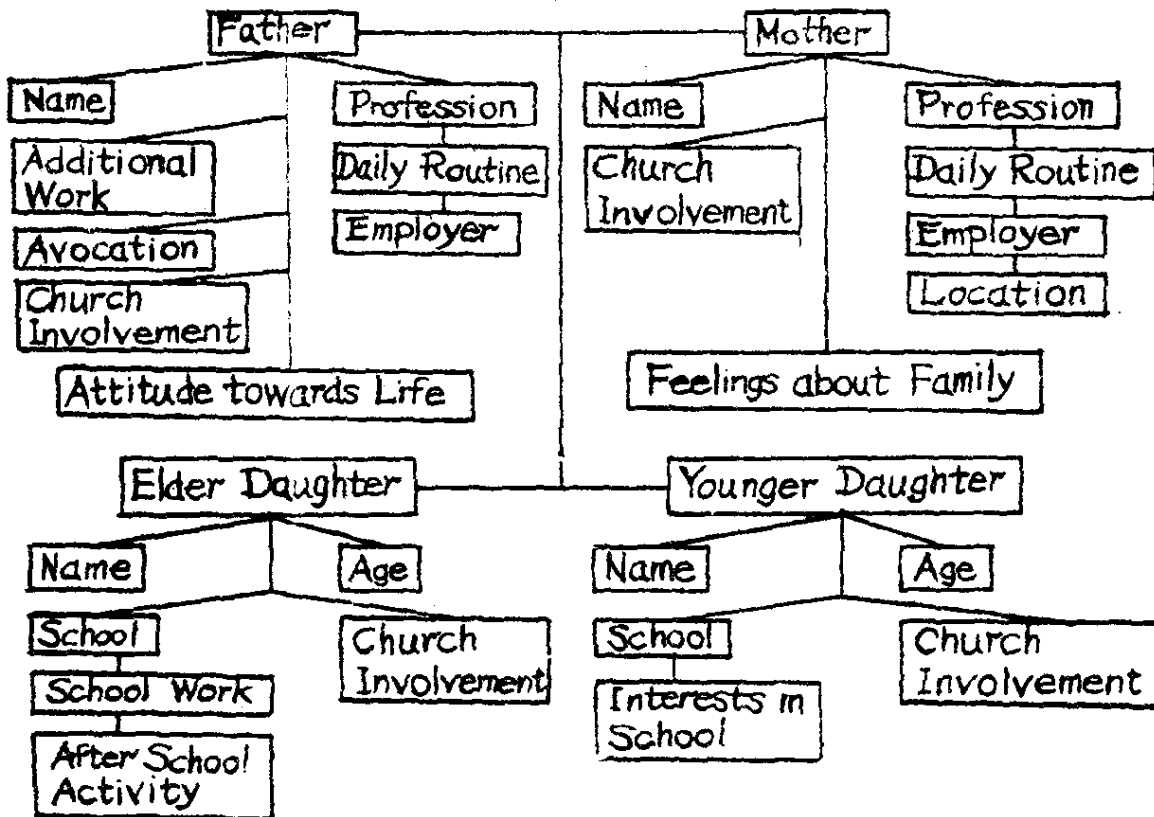 Father
Mother
Name
Profession
Name
Profession
Additional
Work
Daily Routine
Church
Involvement
Daily Routine
Avocation
Employer
Employer
Church
Involvement
Location
Attitude towards Life
Feelings about Family
Elder Daughter
Younger Daughter
Name
Age
Name
Age
School
Church
Involvement
School
Church
Involvement
School Work
Interests in
School
After School
Activity